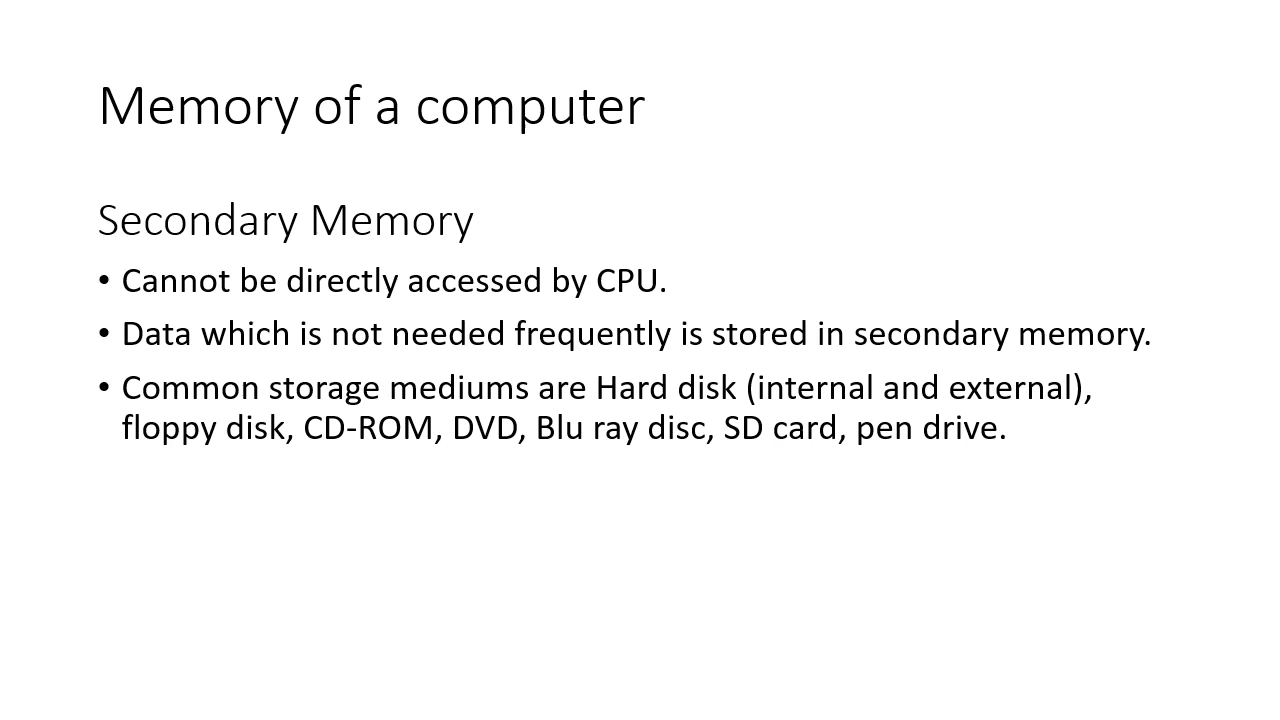 Memory of a computer
Secondary Memory
• Cannot be directly accessed by CPU.
• Data which is not needed frequently is stored in secondary memory.
• Common storage mediums are Hard disk (internal and external),
floppy disk, CD-ROM, DVD, Blu ray disc, SD card, pen drive.